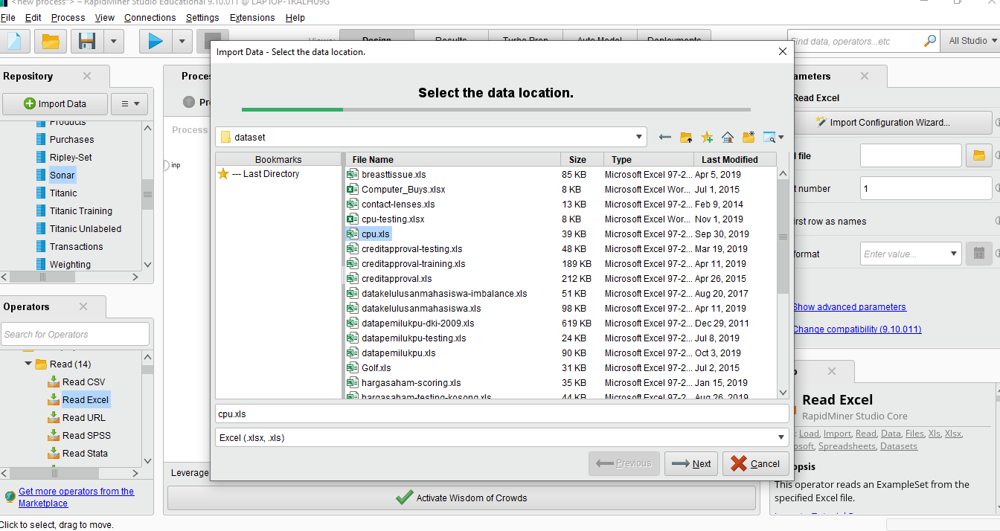 <new process> – RapidMiner Studio Educational 9.10.011 @ LAPTOP-1RALHU9G
File Edit Process View Connections Settings Extensions Help
Views: Design Results Turbo Prep Auto Model Deployments Find data, operators...etc All Studio
Import Data - Select the data location.
Select the data location.
Repository
Import Data
Products
Purchases
Ripley-Set
Sonar
Titanic
Titanic Training
Titanic Unlabeled
Transactions
Weighting
Operators
Search for Operators
Read (14)
Read CSV
Read Excel
Read URL
Read SPSS
Read Stata
Get more operators from the
Marketplace
Click to select, drag to move.
Proces
Pr
Process
inp
Leverage
Activate Wisdom of Crowds
dataset
Bookmarks File Name Size Type Last Modified
--- Last Directory
breasttissue.xls 85 KB Microsoft Excel 97-2... Apr 5, 2019
Computer_Buys.xlsx 8 KB Microsoft Excel Wor... Jul 1, 2015
contact-lenses.xls 13 KB Microsoft Excel 97-2... Feb 9, 2014
cpu-testing.xlsx 8 KB Microsoft Excel Wor... Nov 1, 2019
cpu.xls 39 KB Microsoft Excel 97-2... Sep 30, 2019
creditapproval-testing.xls 48 KB Microsoft Excel 97-2... Mar 19, 2019
creditapproval-training.xls 189 KB Microsoft Excel 97-2... Apr 11, 2019
creditapproval.xls 212 KB Microsoft Excel 97-2... Apr 26, 2015
datakelulusanmahasiswa-imbalance.xls 51 KB Microsoft Excel 97-2... Aug 20, 2017
datakelulusanmahasiswa.xls 98 KB Microsoft Excel 97-2... Apr 11, 2019
datapemilukpu-dki-2009.xls 619 KB Microsoft Excel 97-2... Dec 29, 2011
datapemilukpu-testing.xls 24 KB Microsoft Excel 97-2... Jul 8, 2019
datapemilukpu.xls 90 KB Microsoft Excel 97-2... Oct 3, 2019
Golf.xls 31 KB Microsoft Excel 97-2... Jul 2, 2015
hargasaham-scoring.xls 35 KB Microsoft Excel 97-2... Jan 15, 2019
hargasaham-testing-kosong.xls 44 KB Microsoft Excel 97-2... Aug 26, 2019
cpu.xls
Excel (.xlsx, .xls)
Previous Next Cancel
ameters
Read Excel
Import Configuration Wizard...
l file
t number 1
irst row as names
format Enter value...
Show advanced parameters
Change compatibility (9.10.011)
p
Read Excel
RapidMiner Studio Core
: Load, Import, Read, Data, Files, Xls, Xlsx,
osoft, Spreadsheets, Datasets
opsis
This operator reads an ExampleSet from the
specified Excel file.